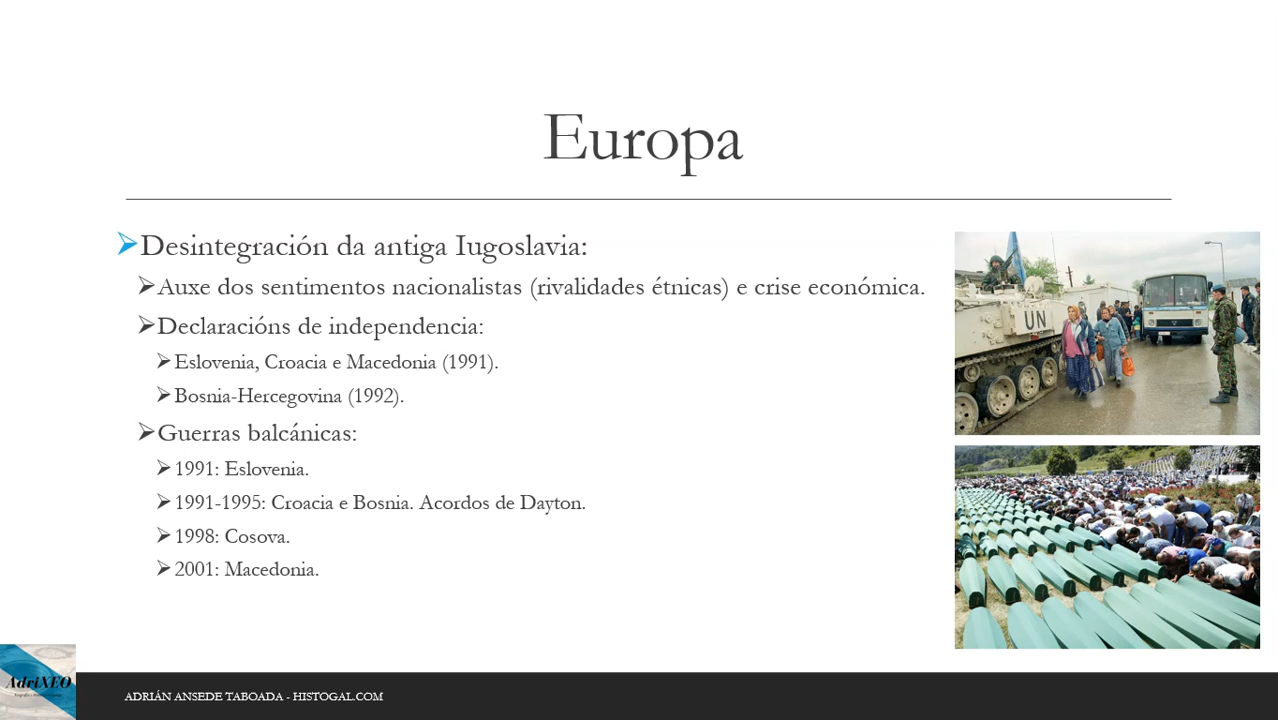 Europa
Desintegración da antiga Iugoslavia:
Auxe dos sentimentos nacionalistas (rivalidades étnicas) e crise económica.
Declaracións de independencia:
Eslovenia, Croacia e Macedonia (1991).
Bosnia-Hercegovina (1992).
Guerras balcánicas:
1991: Eslovenia.
1991-1995: Croacia e Bosnia. Acordos de Dayton.
1998: Cosova.
2001: Macedonia.
UN
AdriXEO
ADRIÁN ANSEDE TABOADA - HISTOGAL.COM